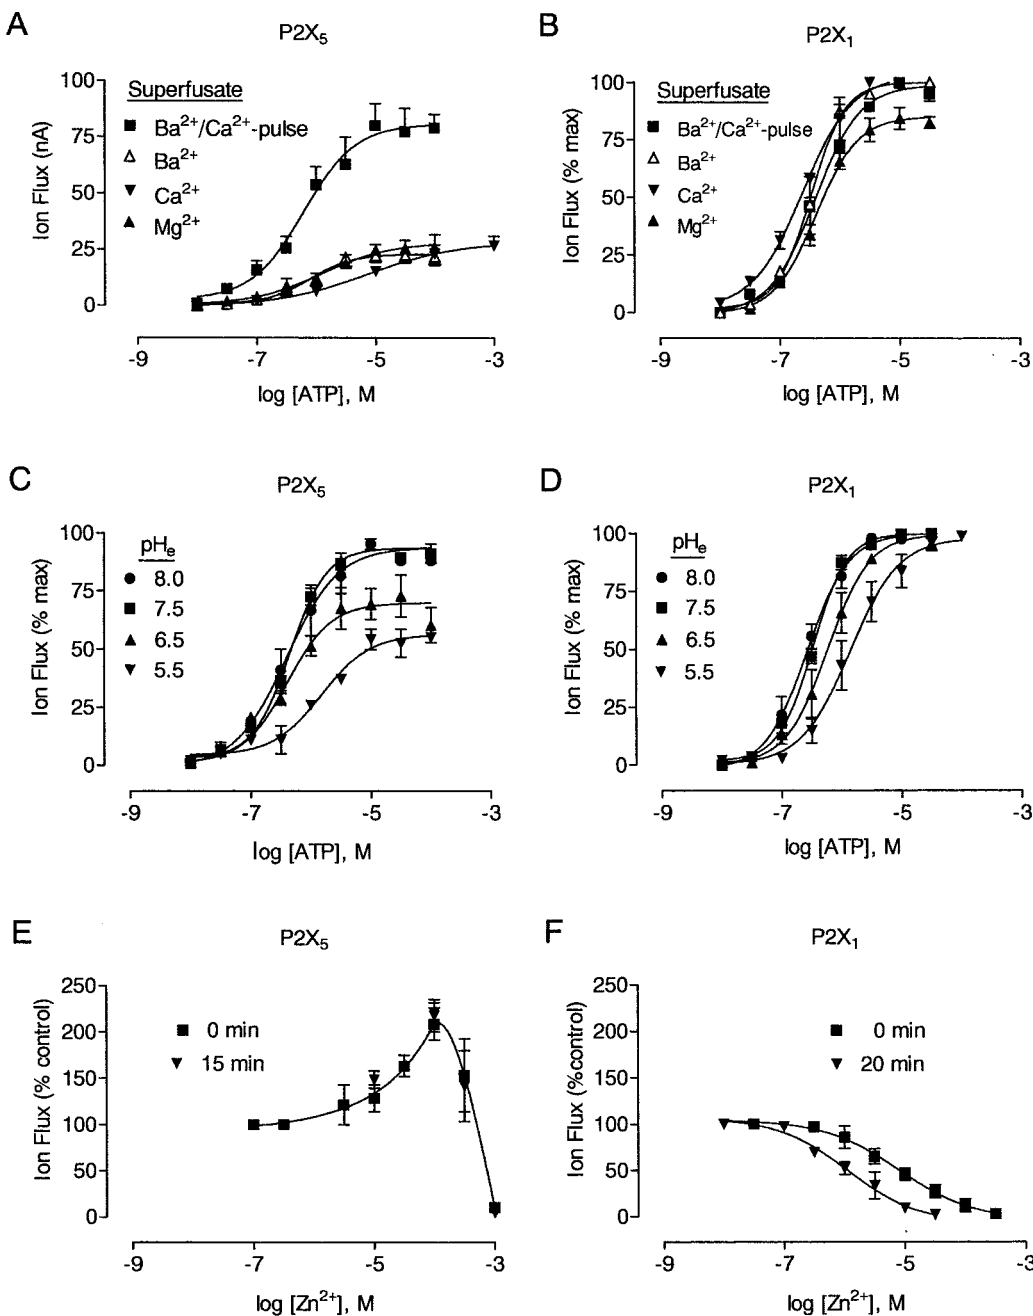 A
P2X₅
Ion Flux (nA)
100
75
50
25
0
Superfusate
Ba²⁺/Ca²⁺-pulse
Ba²⁺
Ca²⁺
Mg²⁺
-9 -7 -5 -3
log [ATP], M
B
P2X₁
Ion Flux (% max)
100
75
50
25
0
Superfusate
Ba²⁺/Ca²⁺-pulse
Ba²⁺
Ca²⁺
Mg²⁺
-9 -7 -5 -3
log [ATP], M
C
P2X₅
Ion Flux (% max)
100
75
50
25
0
pHₑ
8.0
7.5
6.5
5.5
-9 -7 -5 -3
log [ATP], M
D
P2X₁
Ion Flux (% max)
100
75
50
25
0
pHₑ
8.0
7.5
6.5
5.5
-9 -7 -5 -3
log [ATP], M
E
P2X₅
Ion Flux (% control)
250
200
150
100
50
0
0 min
15 min
-9 -7 -5 -3
log [Zn²⁺], M
F
P2X₁
Ion Flux (%control)
250
200
150
100
50
0
0 min
20 min
-9 -7 -5 -3
log [Zn²⁺], M